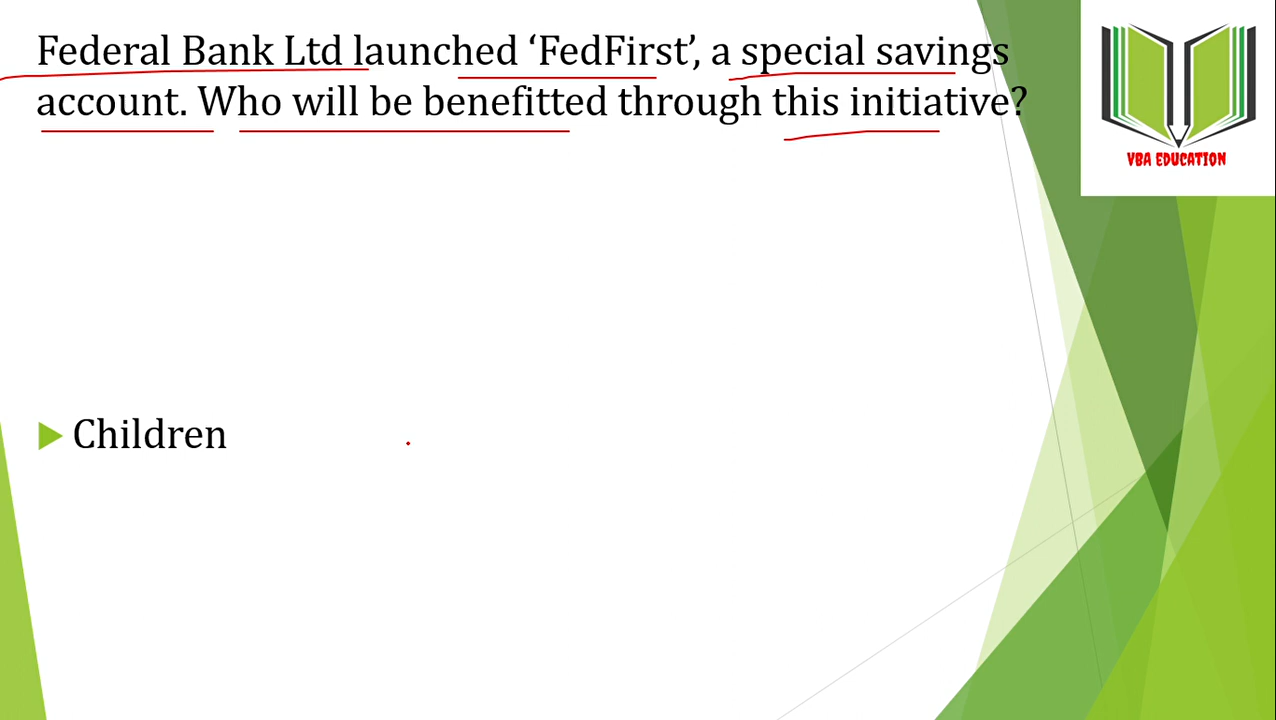 Federal Bank Ltd launched ‘FedFirst’, a special savings
account. Who will be benefitted through this initiative?
VBA EDUCATION
Children